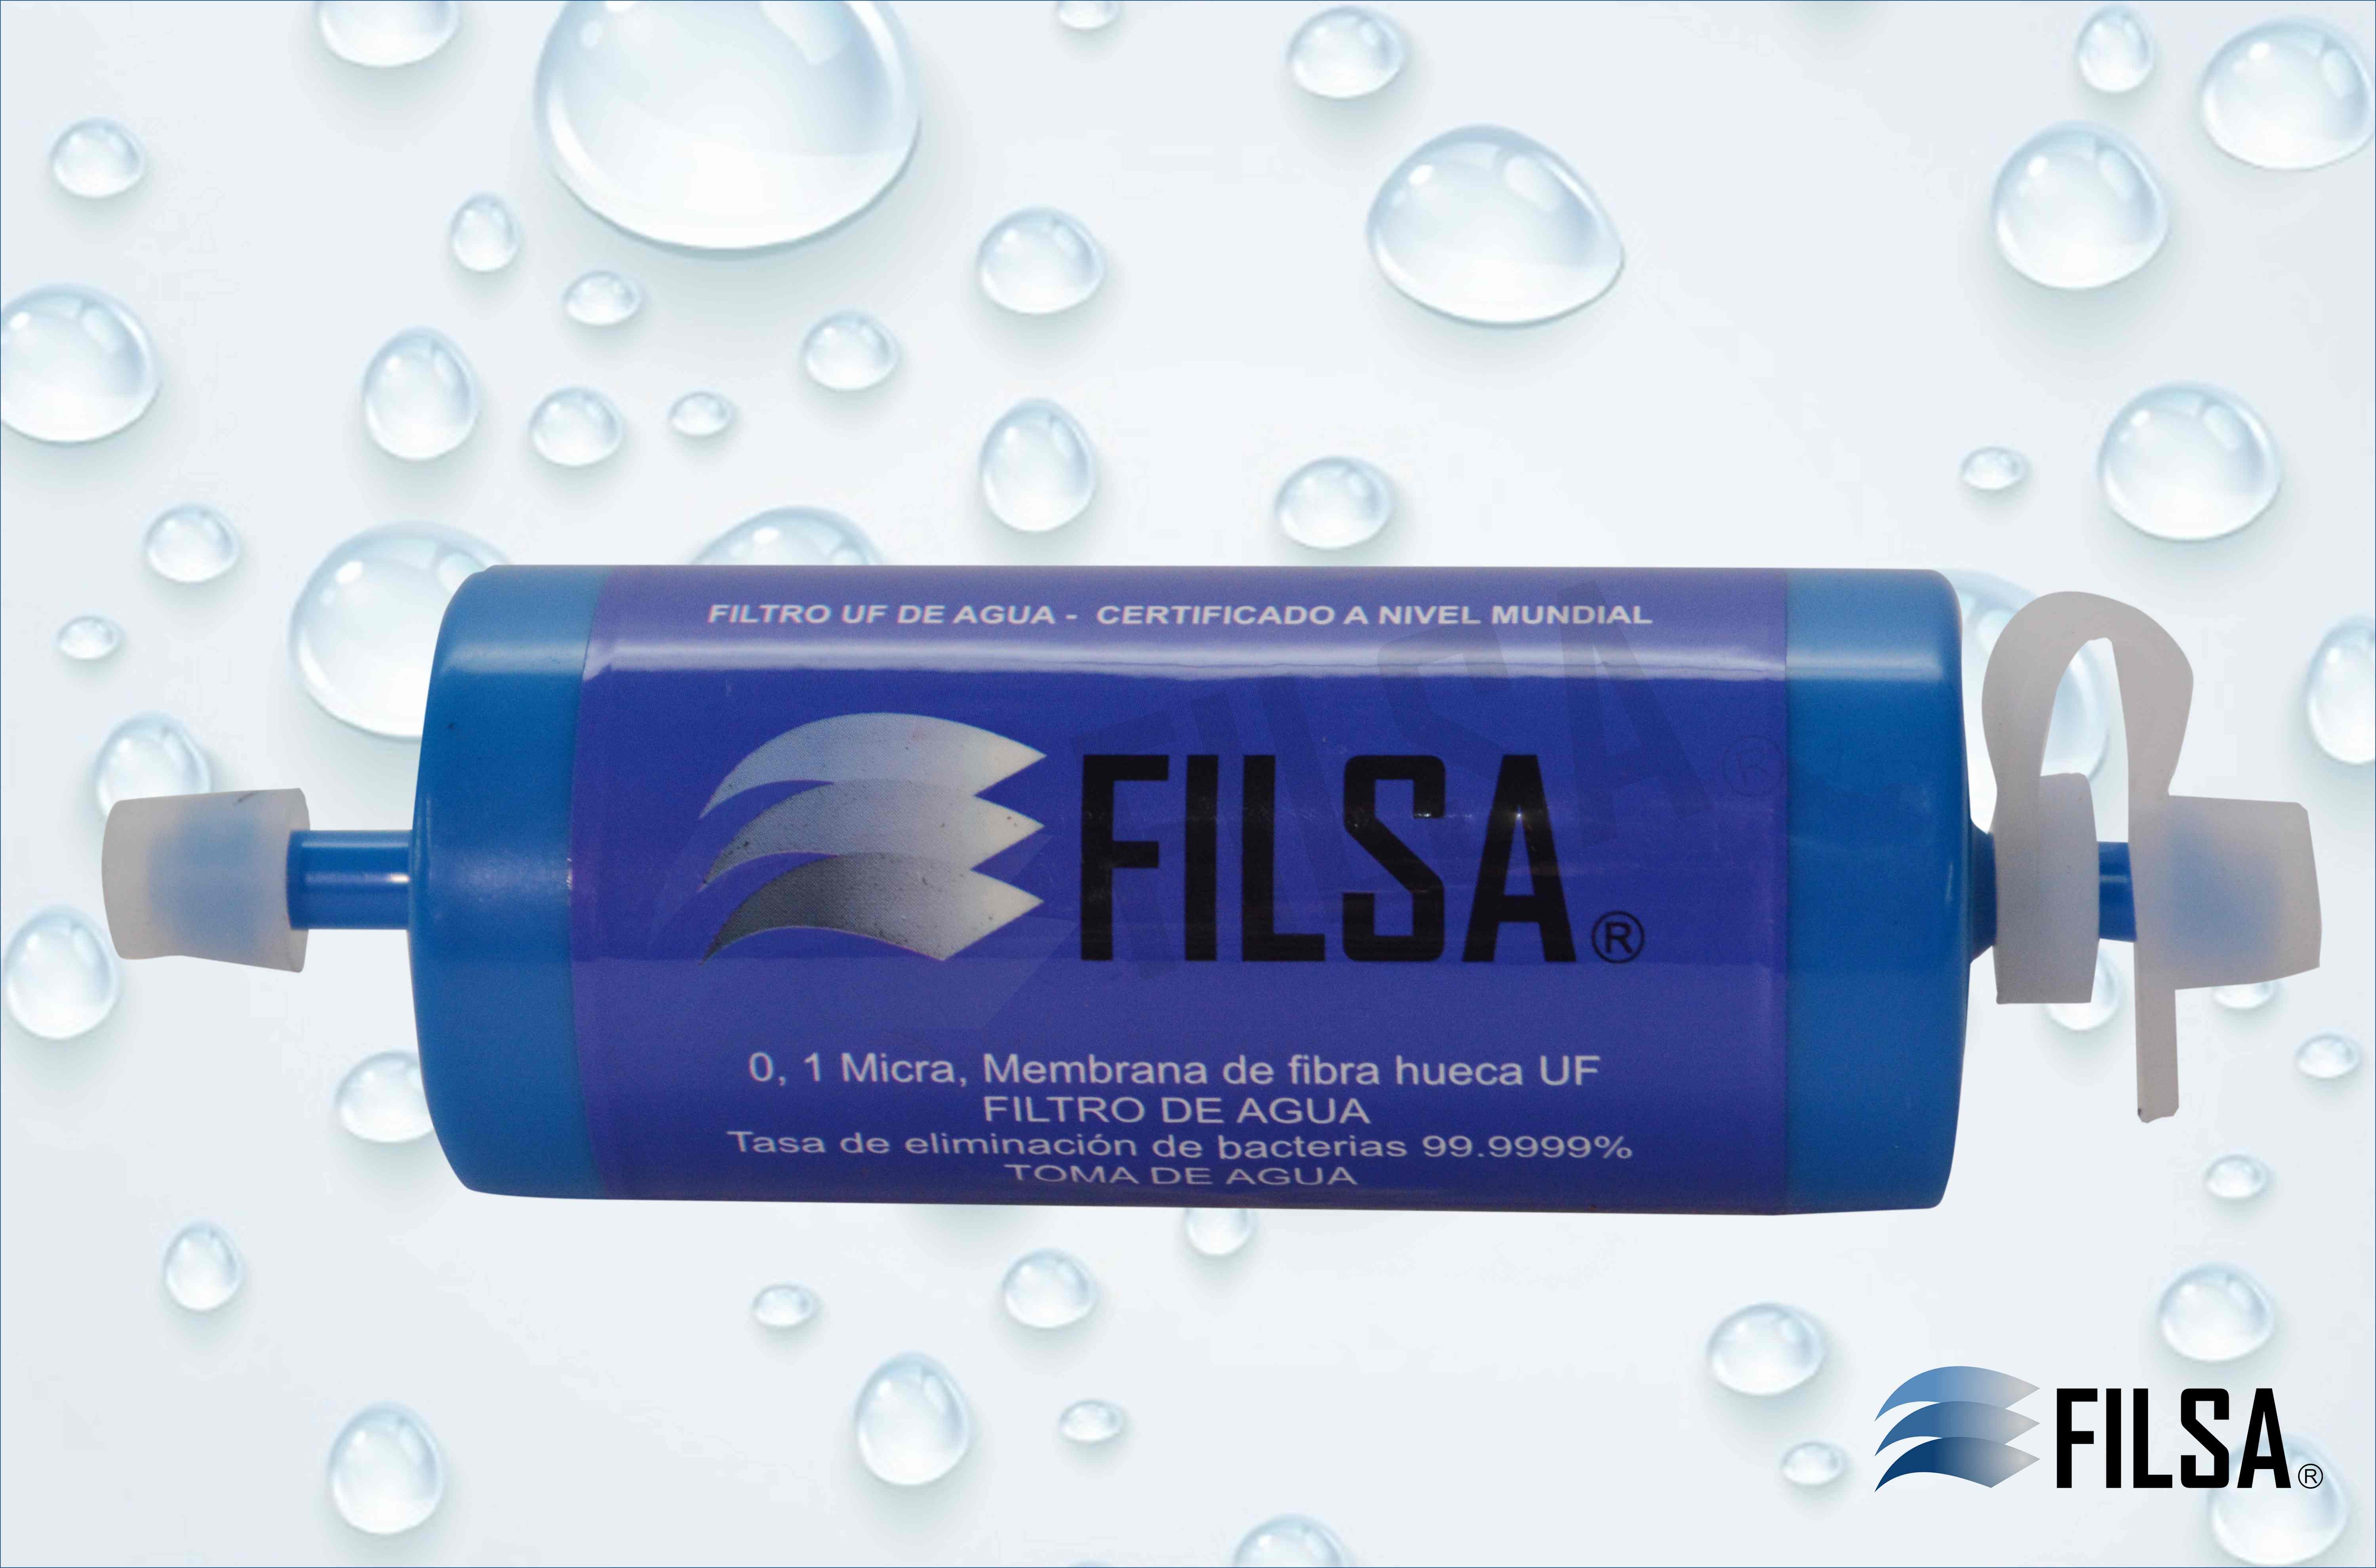 FILTRO UF DE AGUA - CERTIFICADO A NIVEL MUNDIAL
FILSA®
0, 1 Micra, Membrana de fibra hueca UF
FILTRO DE AGUA
Tasa de eliminación de bacterias 99.9999%
TOMA DE AGUA
FILSA®
FILSA®